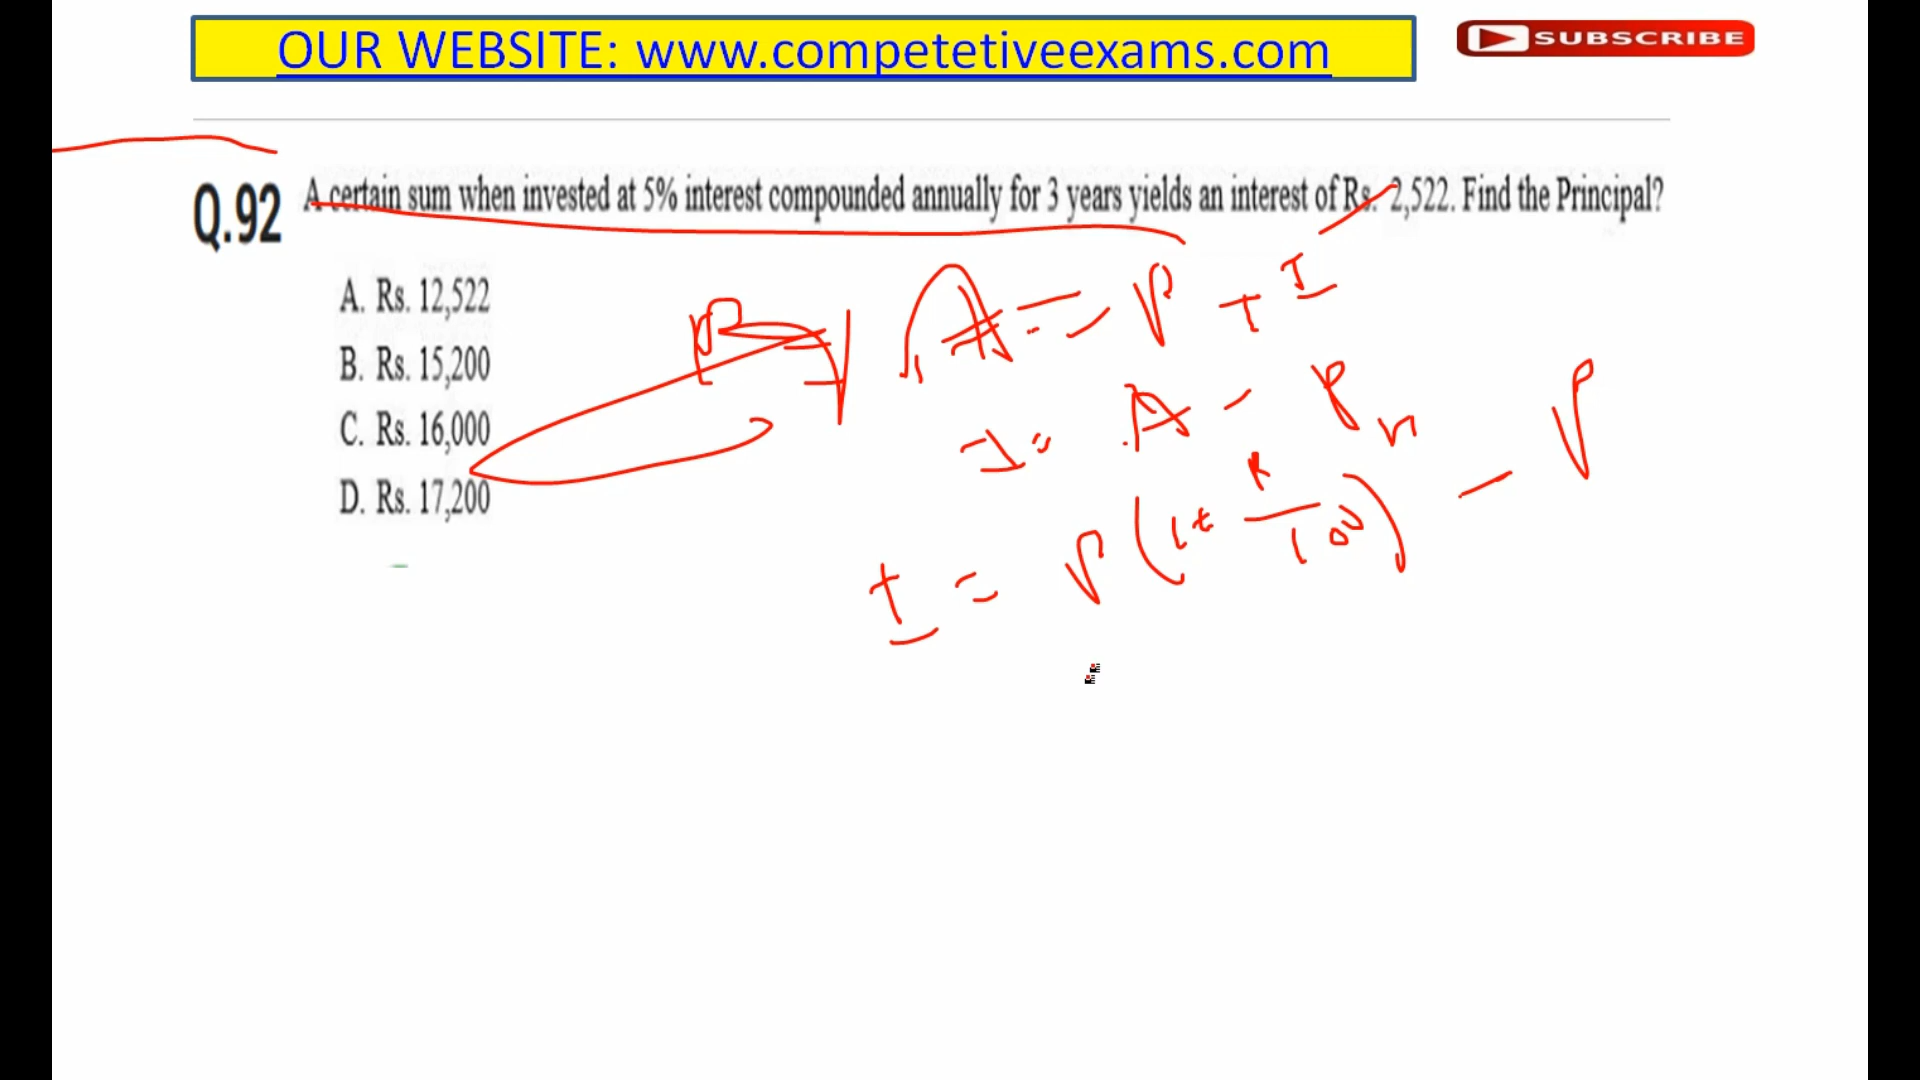 OUR WEBSITE: www.competetiveexams.com
SUBSCRIBE
Q.92 A certain sum when invested at 5% interest compounded annually for 3 years yields an interest of Rs. 2,522. Find the Principal?
A. Rs. 12,522
B. Rs. 15,200
C. Rs. 16,000
D. Rs. 17,200
P
A = P + I
I = A - P
I = P(1+ R/100)n - P